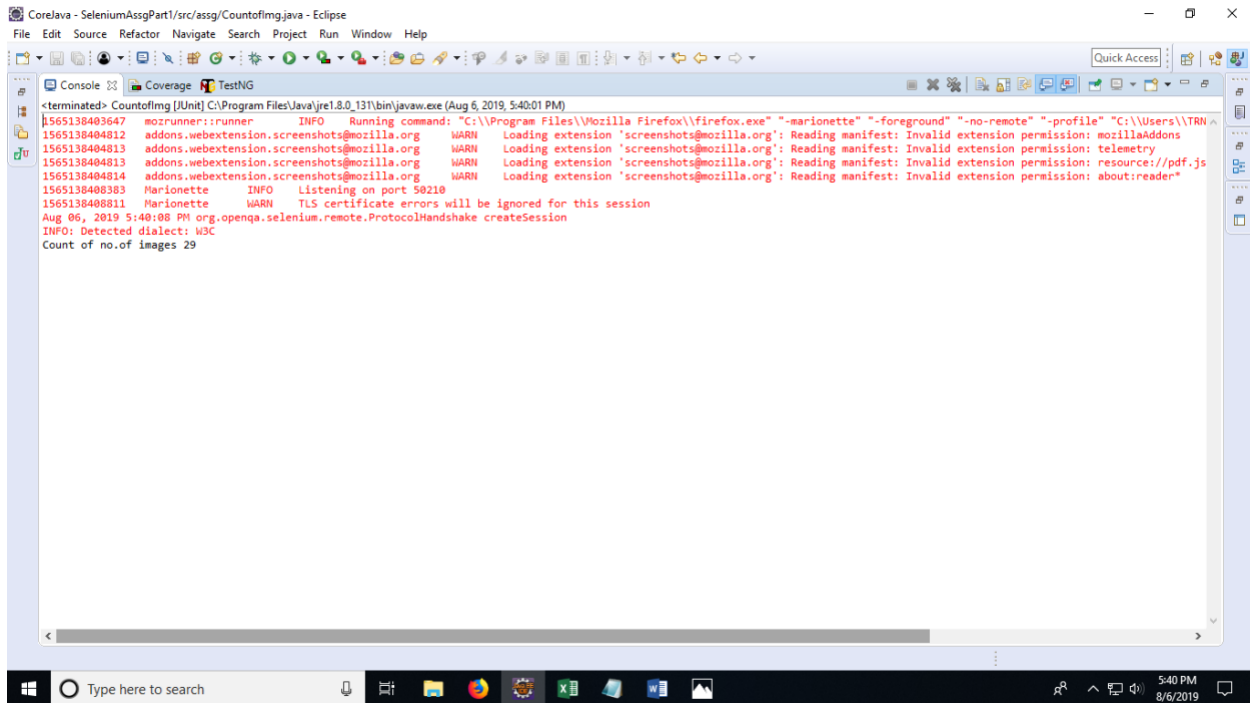 CoreJava - SeleniumAssgPart1/src/assg/CountofImg.java - Eclipse
File Edit Source Refactor Navigate Search Project Run Window Help
Quick Access
Console Coverage TestNG
<terminated> CountofImg [JUnit] C:\Program Files\Java\jre1.8.0_131\bin\javaw.exe (Aug 6, 2019, 5:40:01 PM)
1565138403647 mozrunner::runner INFO Running command: "C:\\Program Files\\Mozilla Firefox\\firefox.exe" "-marionette" "-foreground" "-no-remote" "-profile" "C:\\Users\\TRN
1565138404812 addons.webextension.screenshots@mozilla.org WARN Loading extension 'screenshots@mozilla.org': Reading manifest: Invalid extension permission: mozillaAddons
1565138404813 addons.webextension.screenshots@mozilla.org WARN Loading extension 'screenshots@mozilla.org': Reading manifest: Invalid extension permission: telemetry
1565138404813 addons.webextension.screenshots@mozilla.org WARN Loading extension 'screenshots@mozilla.org': Reading manifest: Invalid extension permission: resource://pdf.js
1565138404814 addons.webextension.screenshots@mozilla.org WARN Loading extension 'screenshots@mozilla.org': Reading manifest: Invalid extension permission: about:reader*
1565138408383 Marionette INFO Listening on port 50210
1565138408811 Marionette WARN TLS certificate errors will be ignored for this session
Aug 06, 2019 5:40:08 PM org.openqa.selenium.remote.ProtocolHandshake createSession
INFO: Detected dialect: W3C
Count of no.of images 29
Type here to search
5:40 PM
8/6/2019